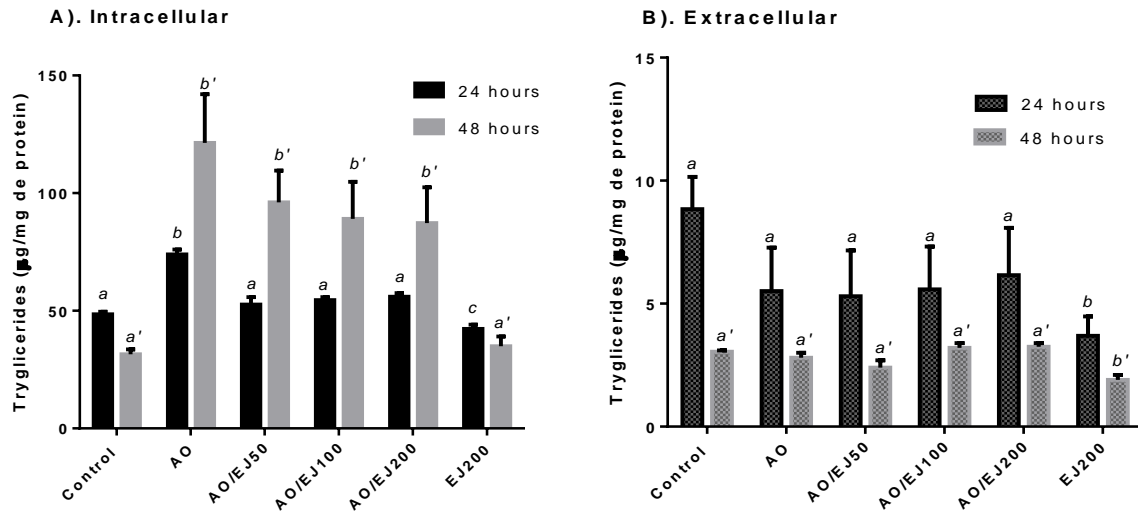 A). Intracellular
Tryglicerides (µg/mg de protein)
150
100
50
0
24 hours
48 hours
a
a'
b
b'
a
b'
a
b'
a
b'
c
a'
Control
AO
AO/EJ50
AO/EJ100
AO/EJ200
EJ200
B). Extracellular
Tryglicerides (µg/mg de protein)
15
10
5
0
24 hours
48 hours
a
a'
a
a'
a
a'
a
a'
a
a'
b
b'
Control
AO
AO/EJ50
AO/EJ100
AO/EJ200
EJ200